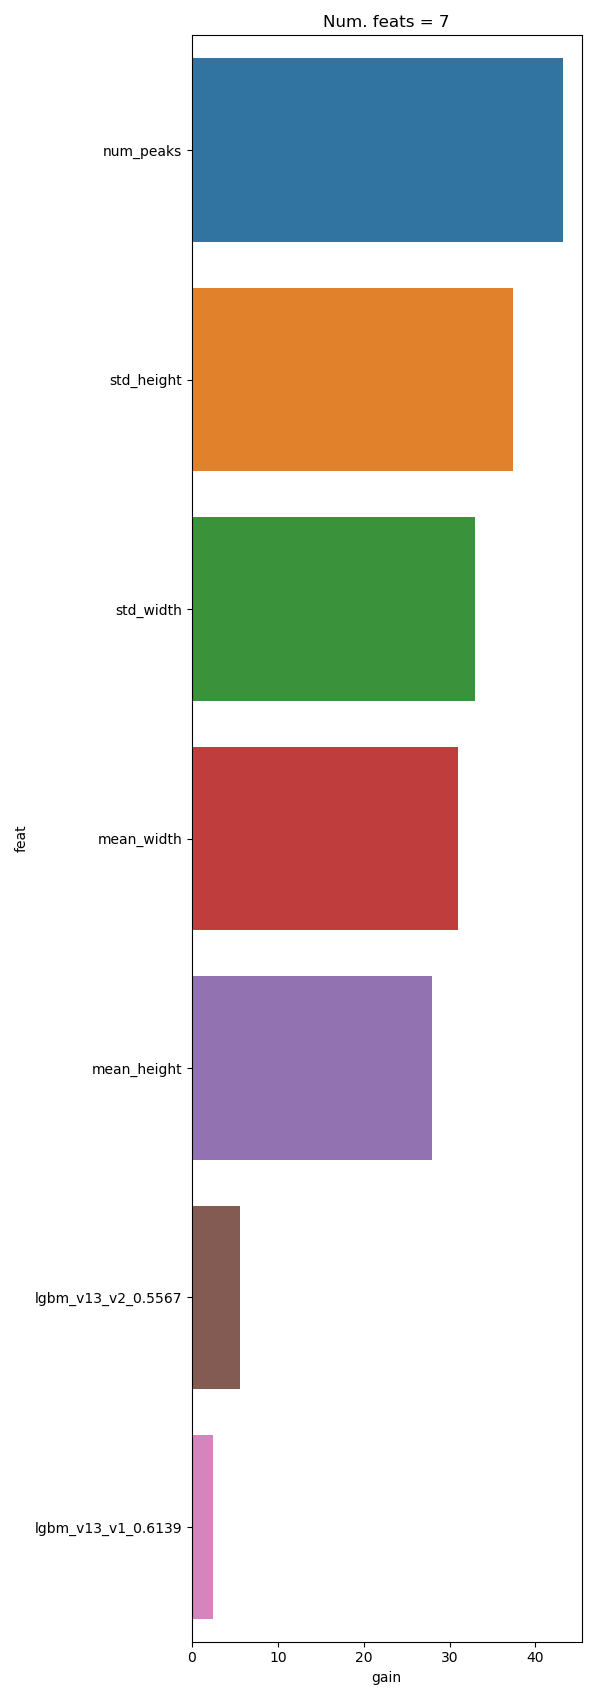 Num. feats = 7
num_peaks
std_height
std_width
mean_width
mean_height
lgbm_v13_v2_0.5567
lgbm_v13_v1_0.6139
feat
0 10 20 30 40
gain